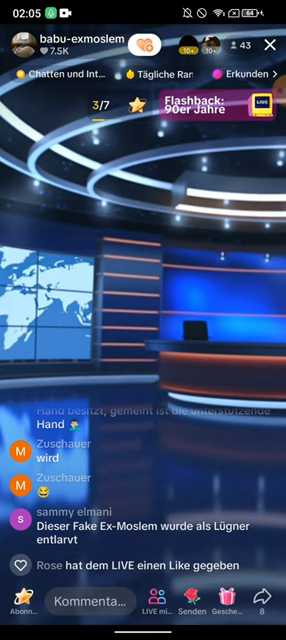 02:05
64
babu-exmoslem
7.5K
10+
10+
43
Chatten und Int...
Tägliche Ran
Erkunden
3/7
Flashback:
90er Jahre
LIVE
Hand besitzt, gemeint ist die unterstützende
Hand 🤦🏻‍♂️
M
Zuschauer
wird
M
Zuschauer
😂
S
sammy elmani
Dieser Fake Ex-Moslem wurde als Lügner
entlarvt
Rose hat dem LIVE einen Like gegeben
Kommenta...
Abonn...
LIVE mi...
Senden
Gesche...
8